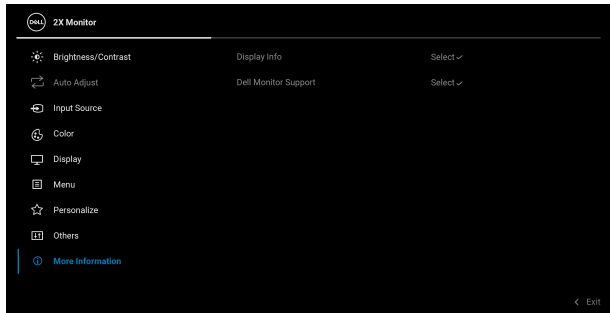 DELL 2X Monitor
Brightness/Contrast Display Info Select
Auto Adjust Dell Monitor Support Select
Input Source
Color
Display
Menu
Personalize
Others
More Information
Exit